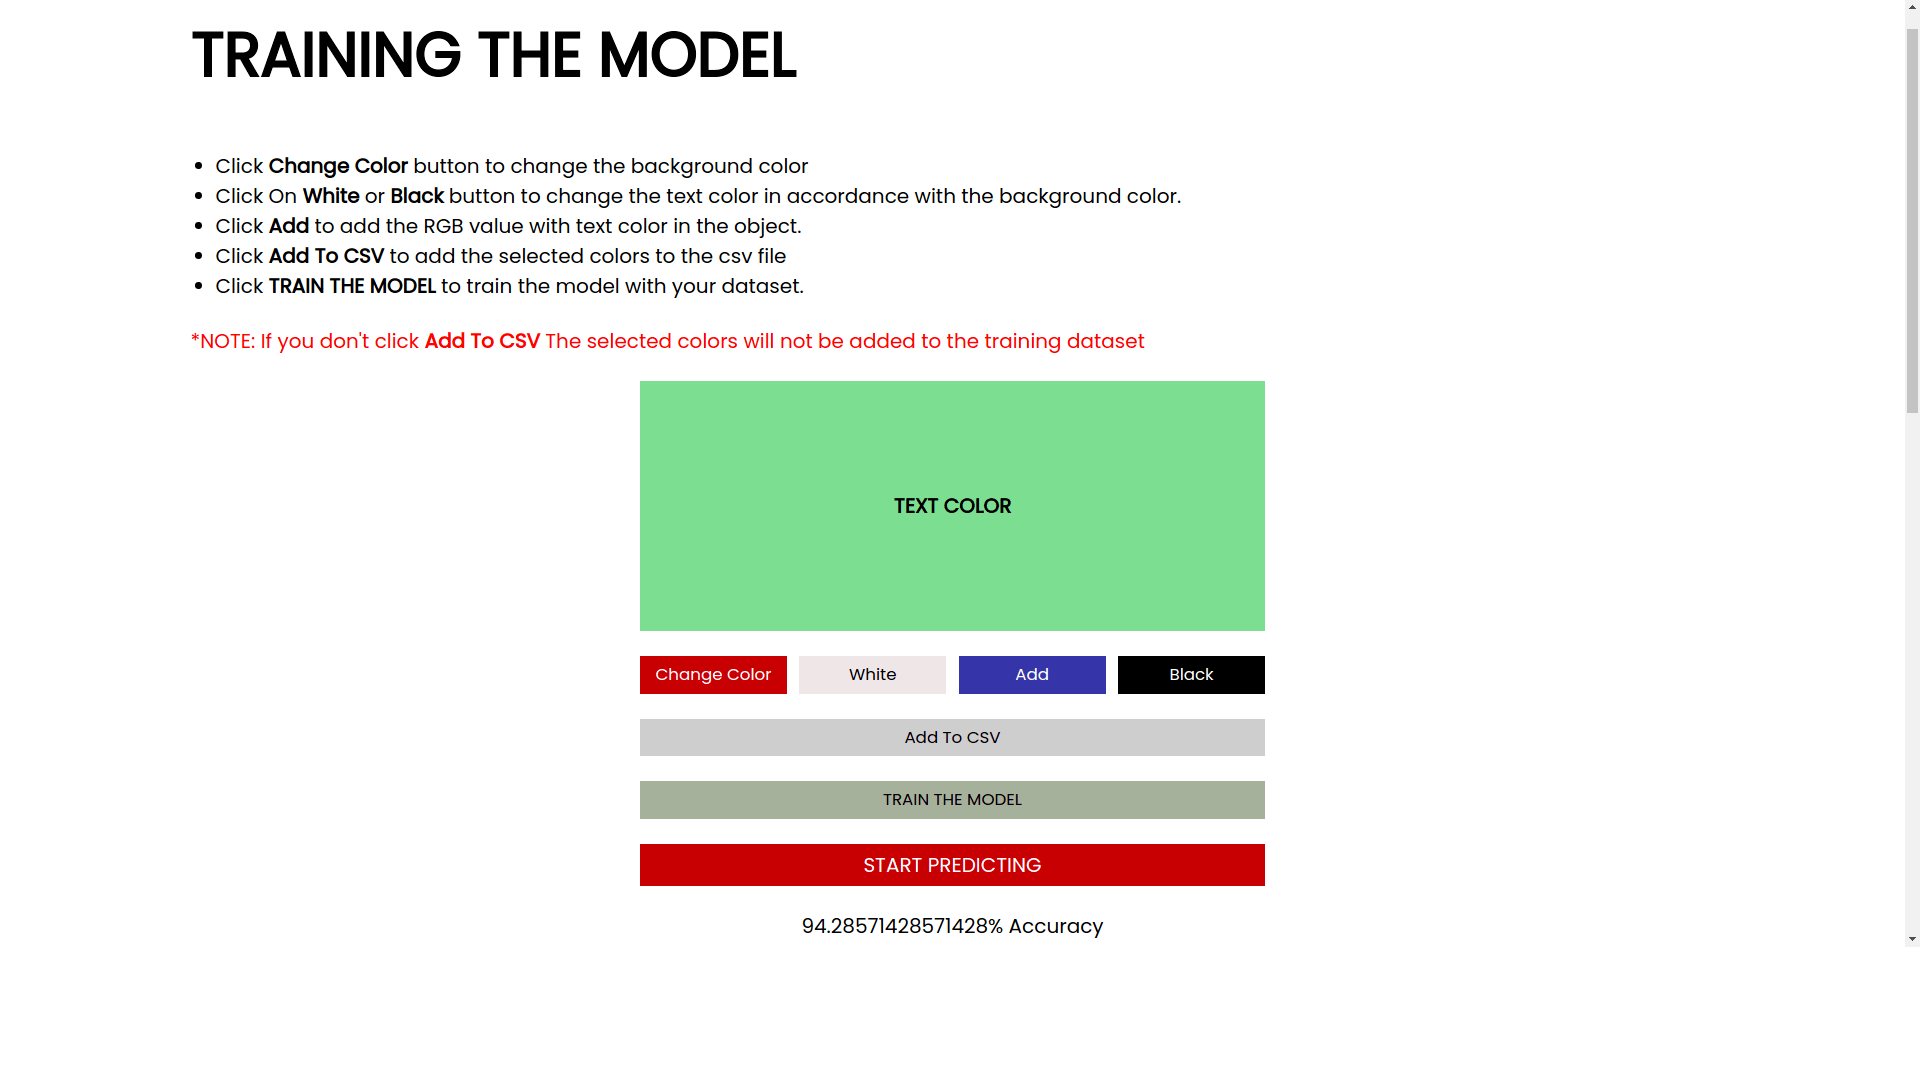 TRAINING THE MODEL
Click Change Color button to change the background color
Click On White or Black button to change the text color in accordance with the background color.
Click Add to add the RGB value with text color in the object.
Click Add To CSV to add the selected colors to the csv file
Click TRAIN THE MODEL to train the model with your dataset.
*NOTE: If you don't click Add To CSV The selected colors will not be added to the training dataset
TEXT COLOR
Change Color White Add Black
Add To CSV
TRAIN THE MODEL
START PREDICTING
94.28571428571428% Accuracy